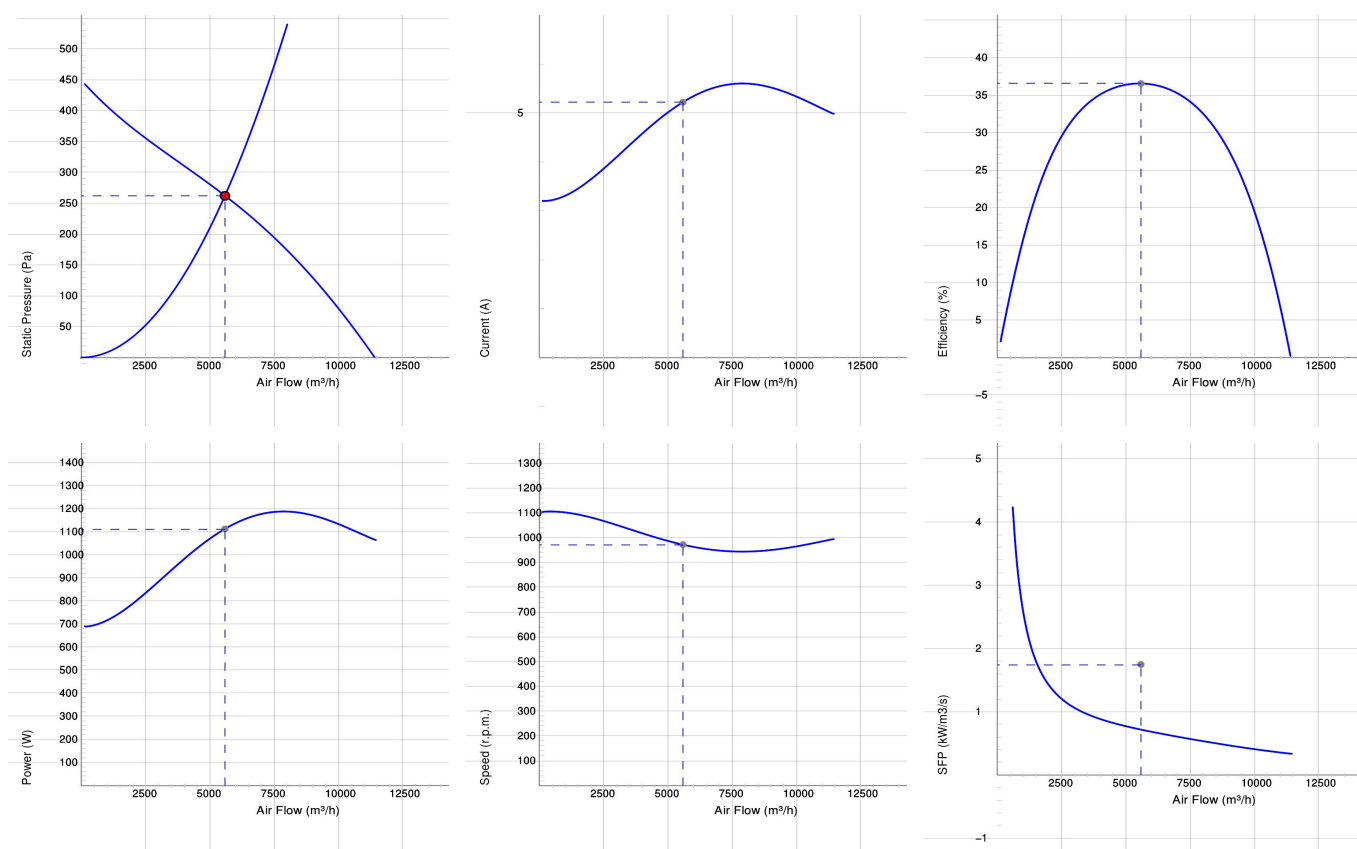 500
450
400
350
300
250
200
150
100
50
Static Pressure (Pa)
2500 5000 7500 10000 12500
Air Flow (m³/h)
5
Current (A)
2500 5000 7500 10000 12500
Air Flow (m³/h)
40
35
30
25
20
15
10
5
−5
Efficiency (%)
2500 5000 7500 10000 12500
Air Flow (m³/h)
1400
1300
1200
1100
1000
900
800
700
600
500
400
300
200
100
Power (W)
2500 5000 7500 10000 12500
Air Flow (m³/h)
1300
1200
1100
1000
900
800
700
600
500
400
300
200
100
Speed (r.p.m.)
2500 5000 7500 10000 12500
Air Flow (m³/h)
5
4
3
2
1
−1
SFP (kW/m3/s)
2500 5000 7500 10000 12500
Air Flow (m³/h)